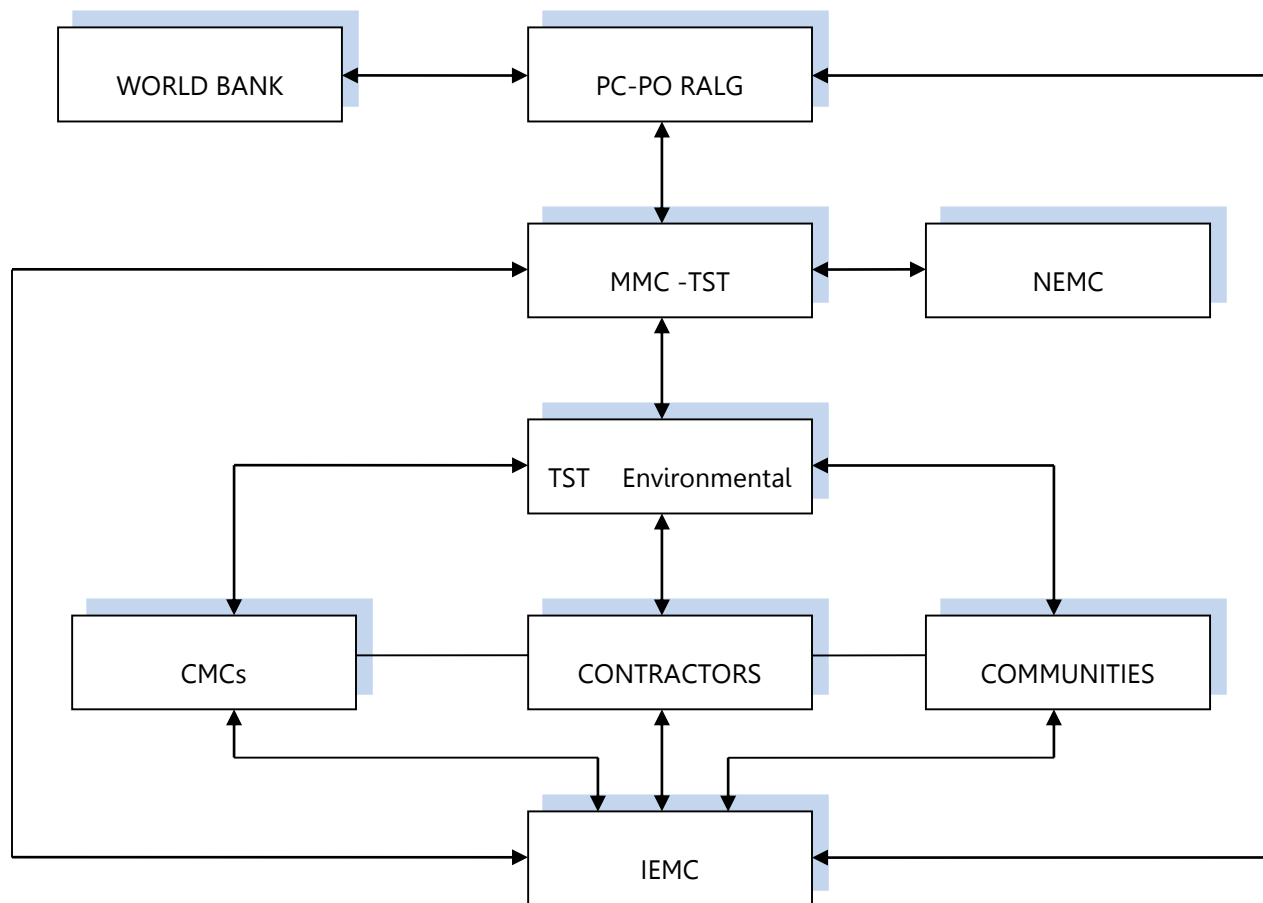 WORLD BANK
PC-PO RALG
MMC -TST
NEMC
TST Environmental
CMCs
CONTRACTORS
COMMUNITIES
IEMC